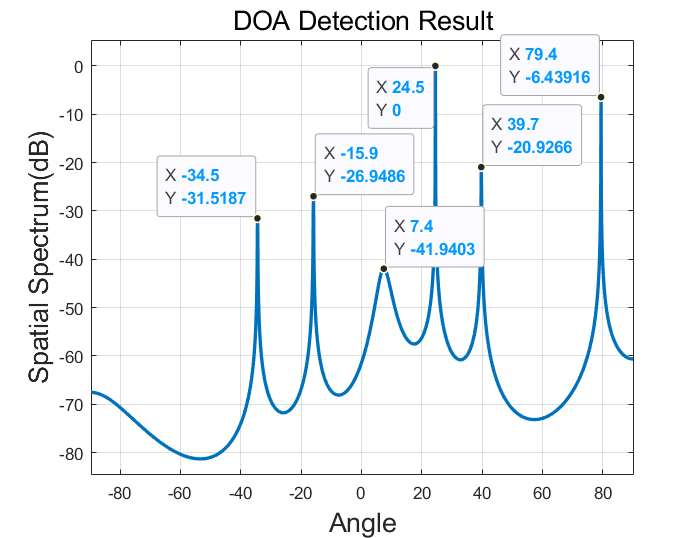 DOA Detection Result
X 79.4
Y -6.43916
X 24.5
Y 0
X 39.7
Y -20.9266
X -15.9
Y -26.9486
X -34.5
Y -31.5187
X 7.4
Y -41.9403
0
-10
-20
-30
-40
-50
-60
-70
-80
Spatial Spectrum(dB)
-80
-60
-40
-20
0
20
40
60
80
Angle